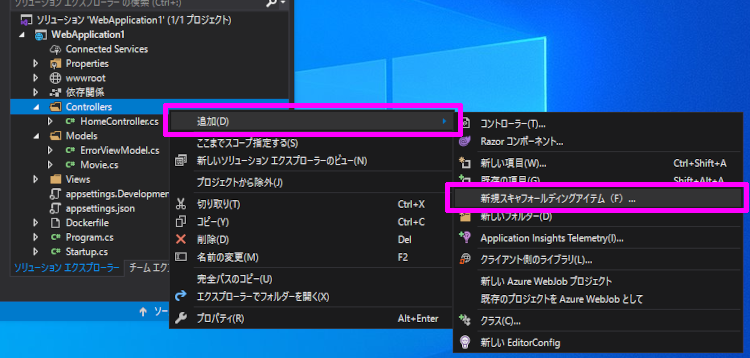 ソリューション エクスプローラー の検索 (Ctrl+:)
ソリューション 'WebApplication1' (1/1 プロジェクト)
WebApplication1
Connected Services
Properties
wwwroot
依存関係
Controllers
HomeController.cs
Models
ErrorViewModel.cs
Movie.cs
Views
appsettings.Development
appsettings.json
Dockerfile
Program.cs
Startup.cs
ソリューション エクスプローラー
チーム エクス
ソー
追加(D)
ここまでスコープ指定する(S)
新しいソリューション エクスプローラーのビュー(N)
プロジェクトから除外(J)
切り取り(T) Ctrl+X
コピー(Y) Ctrl+C
削除(D) Del
名前の変更(M) F2
完全パスのコピー(U)
エクスプローラーでフォルダーを開く(X)
プロパティ(R) Alt+Enter
コントローラー(T)...
Razor コンポーネント...
新しい項目(W)... Ctrl+Shift+A
既存の項目(G)... Shift+Alt+A
新規スキャフォールディングアイテム（F）...
新しいフォルダー(D)
Application Insights Telemetry(I)...
クライアント側のライブラリ(L)...
新しい Azure WebJob プロジェクト
既存のプロジェクトを Azure WebJob として
クラス(C)...
新しい EditorConfig